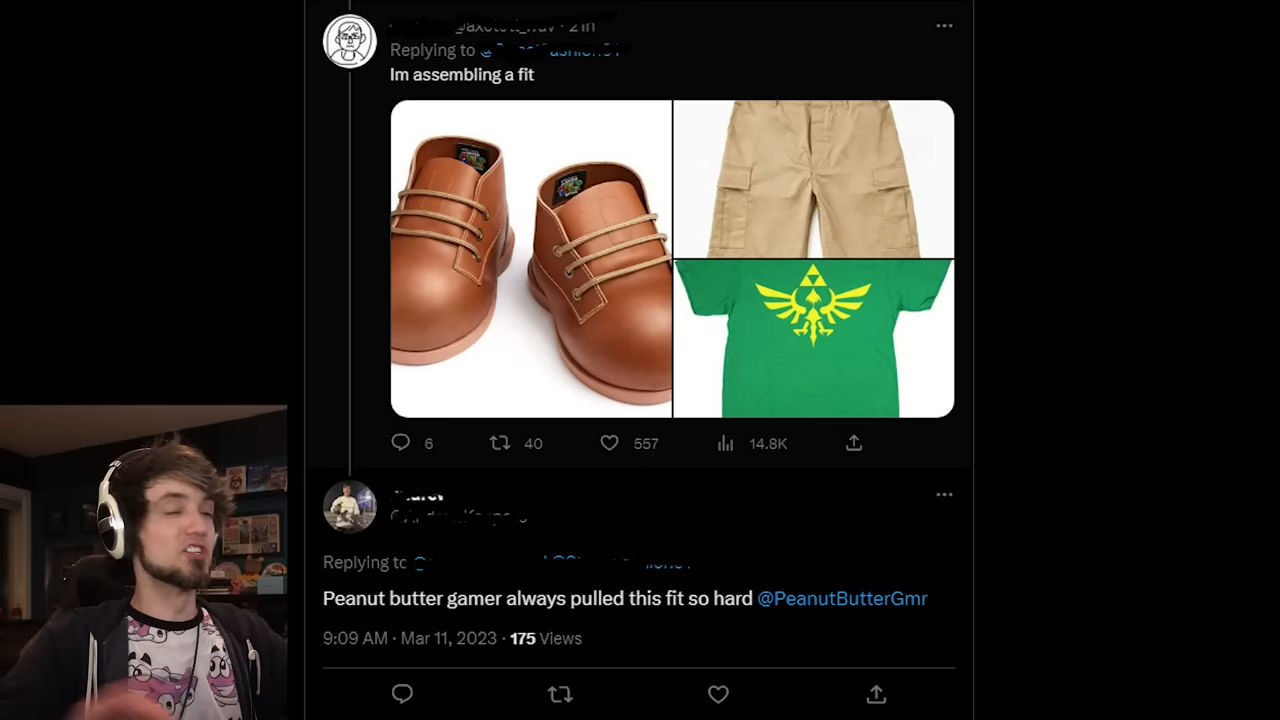 Replying to
Im assembling a fit
6 40 557 14.8K
Replying to
Peanut butter gamer always pulled this fit so hard @PeanutButterGmr
9:09 AM · Mar 11, 2023 · 175 Views